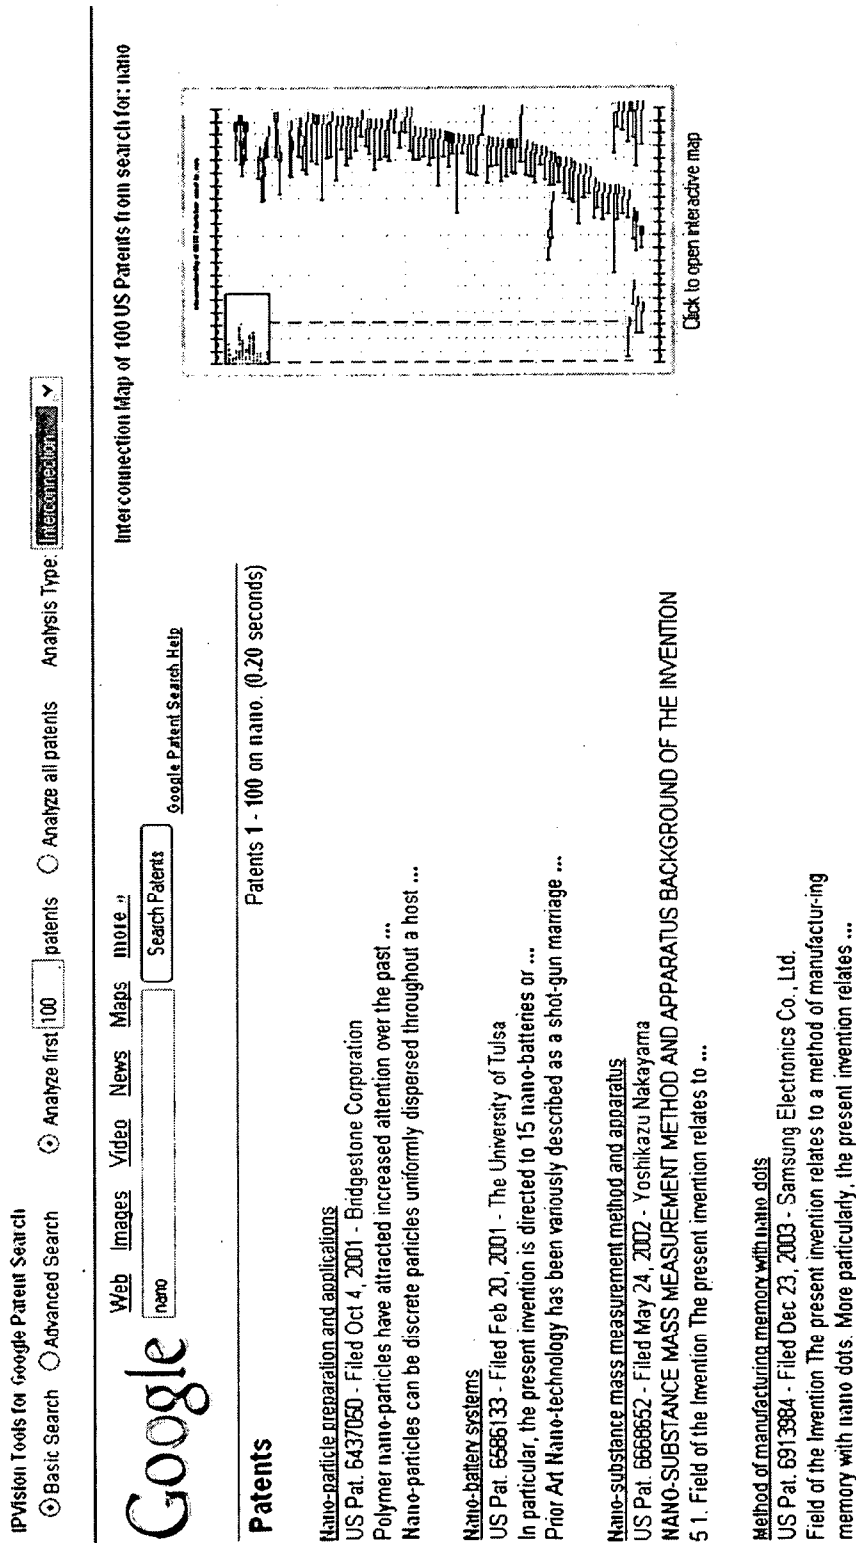 IPVision Tools for Google Patent Search
Basic Search Advanced Search Analyze first 100 patents Analyze all patents Analysis Type: Interconnection
Google
Web Images Video News Maps more »
nano Search Patents
Google Patent Search Help
Interconnection Map of 100 US Patents from search for: nano
Click to open interactive map
Patents
Patents 1 - 100 on nano. (0.20 seconds)
Nano-particle preparation and applications
US Pat. 6437050 - Filed Oct 4, 2001 - Bridgestone Corporation
Polymer nano-particles have attracted increased attention over the past ...
Nano-particles can be discrete particles uniformly dispersed throughout a host ...
Nano-battery systems
US Pat. 6586133 - Filed Feb 20, 2001 - The University of Tulsa
In particular, the present invention is directed to 15 nano-batteries or ...
Prior Art Nano-technology has been variously described as a shot-gun marriage ...
Nano-substance mass measurement method and apparatus
US Pat. 6668652 - Filed May 24, 2002 - Yoshikazu Nakayama
NANO-SUBSTANCE MASS MEASUREMENT METHOD AND APPARATUS BACKGROUND OF THE INVENTION
5 1. Field of the Invention The present invention relates to ...
Method of manufacturing memory with nano dots
US Pat. 6913984 - Filed Dec 23, 2003 - Samsung Electronics Co., Ltd.
Field of the Invention The present invention relates to a method of manufactur-ing
memory with nano dots. More particularly, the present invention relates ...